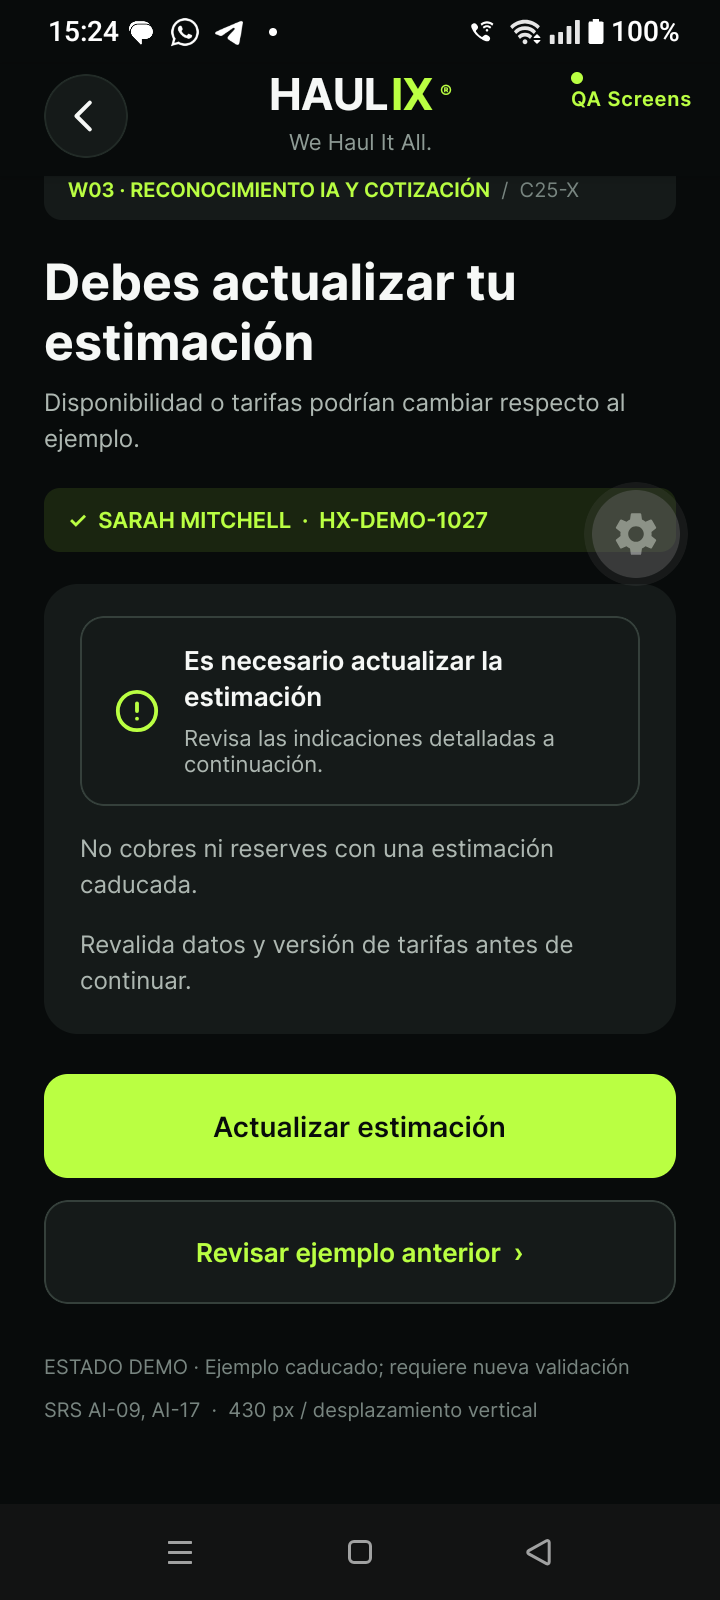 15:24
100%
HAULIX ®
QA Screens
We Haul It All.
W03 · RECONOCIMIENTO IA Y COTIZACIÓN / C25-X
Debes actualizar tu
estimación
Disponibilidad o tarifas podrían cambiar respecto al
ejemplo.
✓ SARAH MITCHELL · HX-DEMO-1027
Es necesario actualizar la
estimación
Revisa las indicaciones detalladas a
continuación.
No cobres ni reserves con una estimación
caducada.
Revalida datos y versión de tarifas antes de
continuar.
Actualizar estimación
Revisar ejemplo anterior ›
ESTADO DEMO · Ejemplo caducado; requiere nueva validación
SRS AI-09, AI-17 · 430 px / desplazamiento vertical